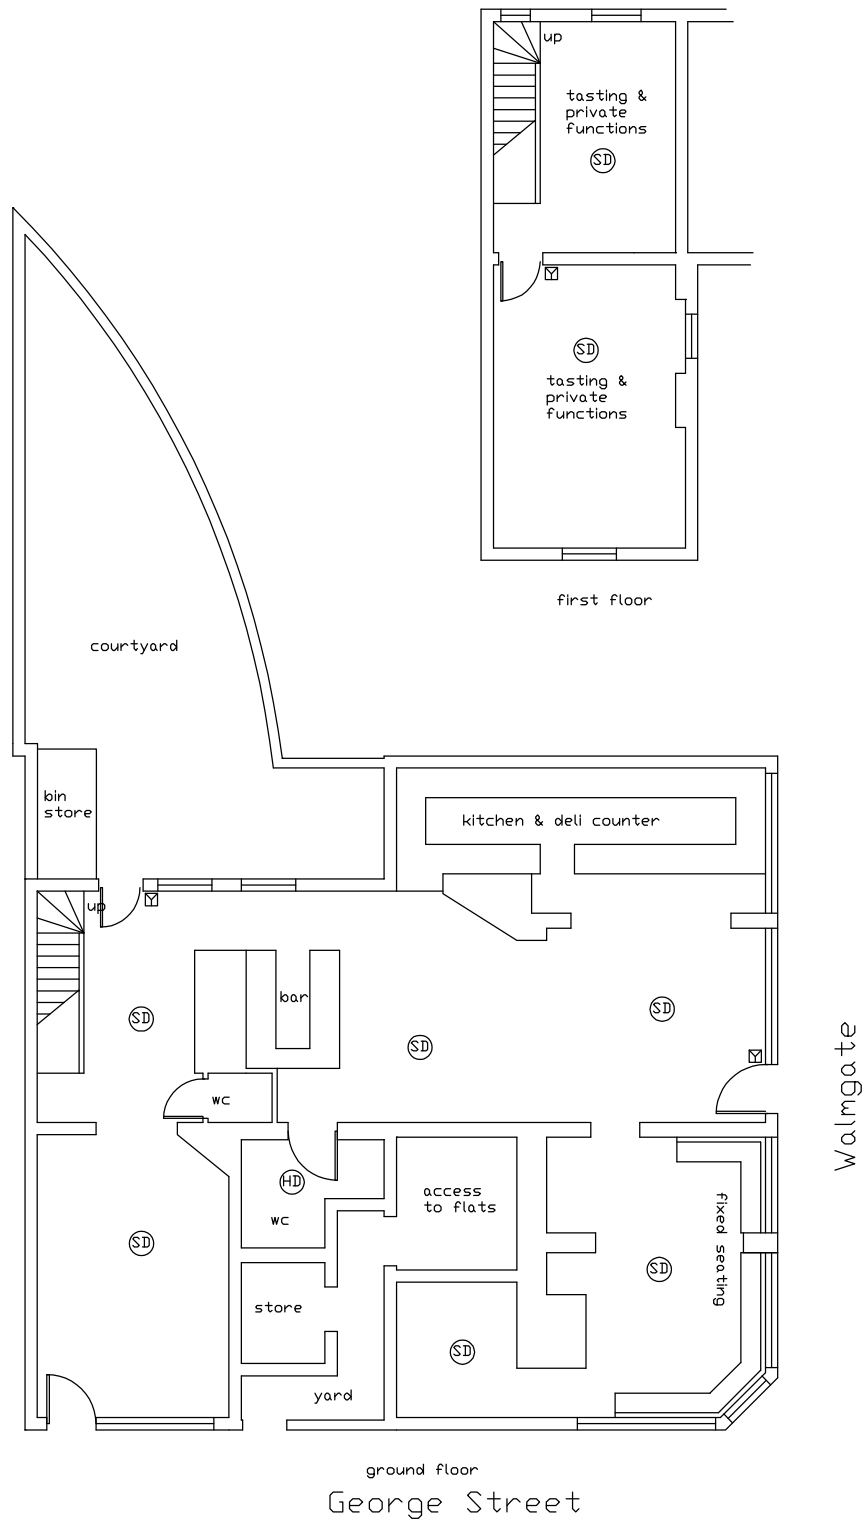 up
tasting &
private
functions
SD
SD
tasting &
private
functions
first floor
courtyard
bin
store
kitchen & deli counter
up
bar
SD
SD
SD
wc
Walmgate
HD
wc
access
to flats
fixed seating
SD
SD
store
SD
yard
ground floor
George Street